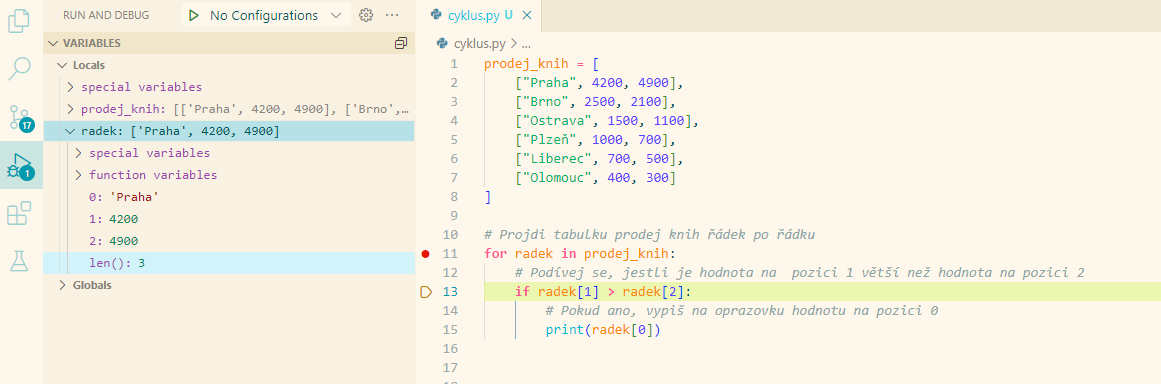 RUN AND DEBUG
No Configurations
VARIABLES
Locals
special variables
prodej_knih: [['Praha', 4200, 4900], ['Brno',…
radek: ['Praha', 4200, 4900]
special variables
function variables
0: 'Praha'
1: 4200
2: 4900
len(): 3
Globals
17
1
cyklus.py U
cyklus.py > ...
1 prodej_knih = [
2 ["Praha", 4200, 4900],
3 ["Brno", 2500, 2100],
4 ["Ostrava", 1500, 1100],
5 ["Plzeň", 1000, 700],
6 ["Liberec", 700, 500],
7 ["Olomouc", 400, 300]
8 ]
9
10 # Projdi tabulku prodej knih řádek po řádku
11 for radek in prodej_knih:
12 # Podívej se, jestli je hodnota na  pozici 1 větší než hodnota na pozici 2
13 if radek[1] > radek[2]:
14 # Pokud ano, vypiš na oprazovku hodnotu na pozici 0
15 print(radek[0])
16
17